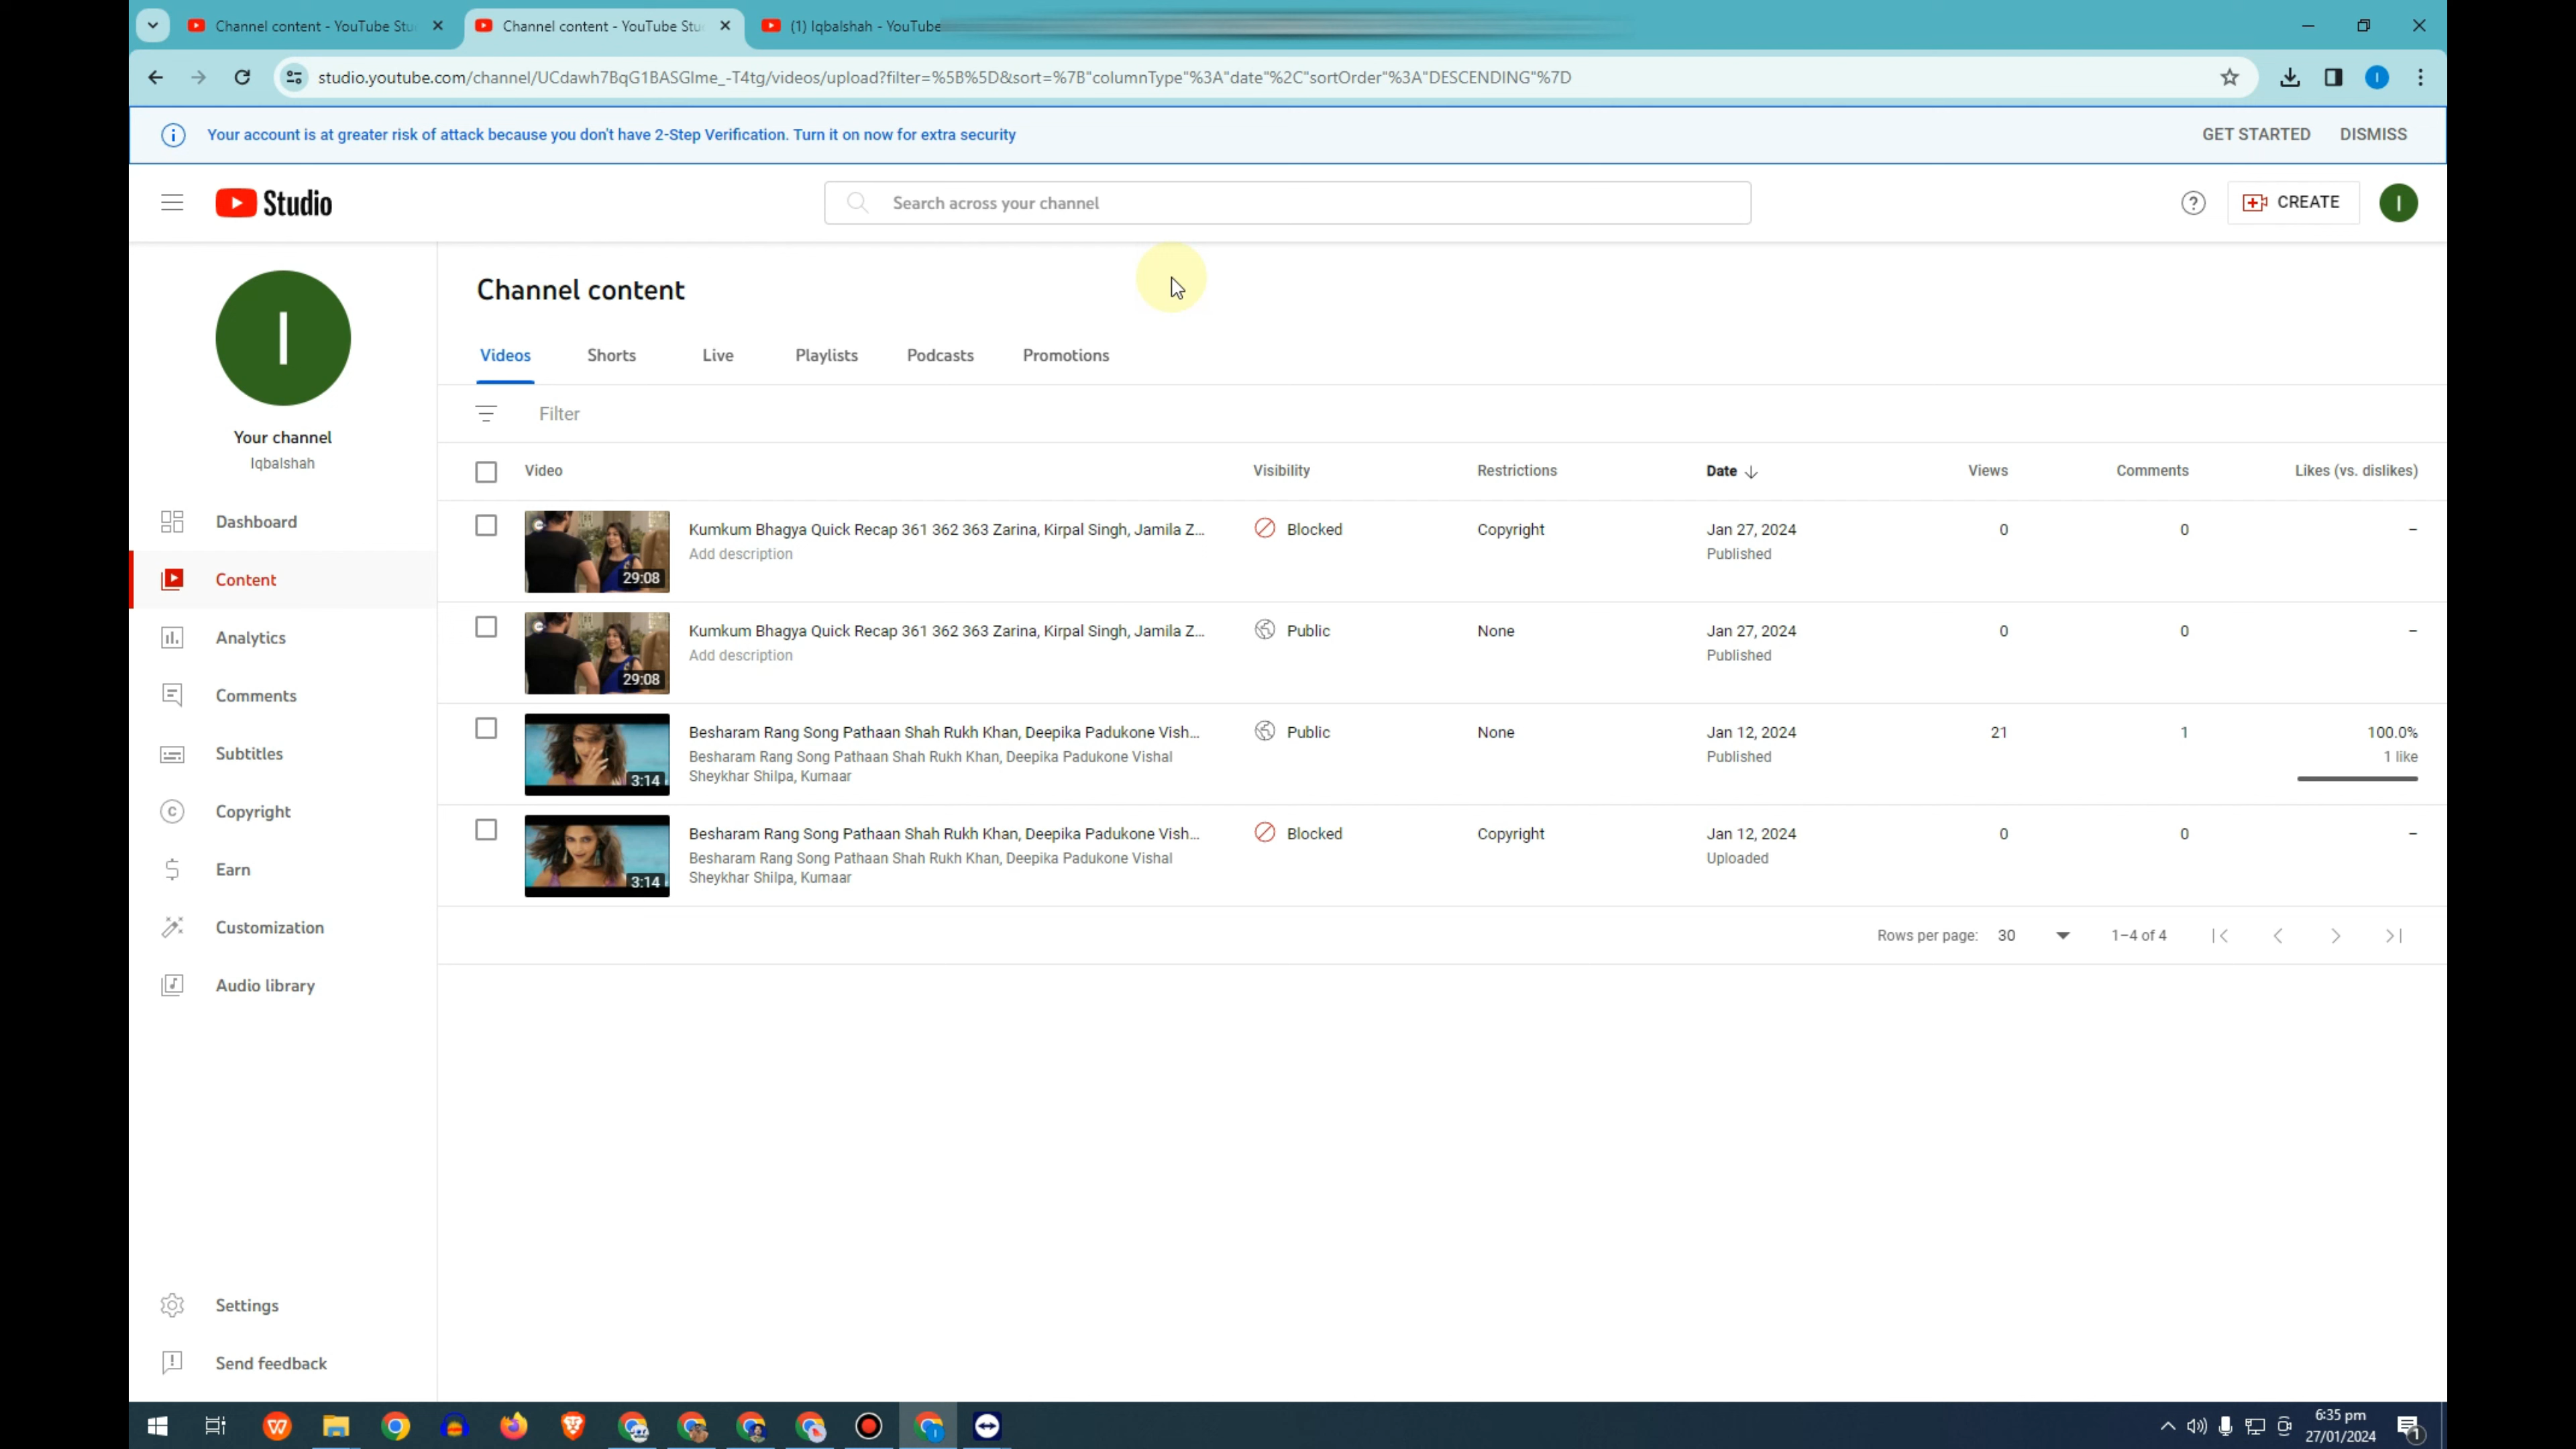 Channel content - YouTube Stu
Channel content - YouTube Stu
(1) Iqbalshah - YouTube
studio.youtube.com/channel/UCdawh7BqG1BASGlme_-T4tg/videos/upload?filter=%5B%5D&sort=%7B"columnType"%3A"date"%2C"sortOrder"%3A"DESCENDING"%7D
I
Your account is at greater risk of attack because you don't have 2-Step Verification. Turn it on now for extra security
GET STARTED
DISMISS
Studio
Search across your channel
CREATE
I
I
Your channel
Iqbalshah
Dashboard
Content
Analytics
Comments
Subtitles
Copyright
Earn
Customization
Audio library
Settings
Send feedback
Channel content
Videos Shorts Live Playlists Podcasts Promotions
Filter
Video Visibility Restrictions Date Views Comments Likes (vs. dislikes)
29:08
Kumkum Bhagya Quick Recap 361 362 363 Zarina, Kirpal Singh, Jamila Z... Blocked Copyright Jan 27, 2024 0 0 –
Add description Published
29:08
Kumkum Bhagya Quick Recap 361 362 363 Zarina, Kirpal Singh, Jamila Z... Public None Jan 27, 2024 0 0 –
Add description Published
3:14
Besharam Rang Song Pathaan Shah Rukh Khan, Deepika Padukone Vish... Public None Jan 12, 2024 21 1 100.0%
Besharam Rang Song Pathaan Shah Rukh Khan, Deepika Padukone Vishal Published 1 like
Sheykhar Shilpa, Kumaar
3:14
Besharam Rang Song Pathaan Shah Rukh Khan, Deepika Padukone Vish... Blocked Copyright Jan 12, 2024 0 0 –
Besharam Rang Song Pathaan Shah Rukh Khan, Deepika Padukone Vishal Uploaded
Sheykhar Shilpa, Kumaar
Rows per page: 30 1–4 of 4
6:35 pm
27/01/2024
1